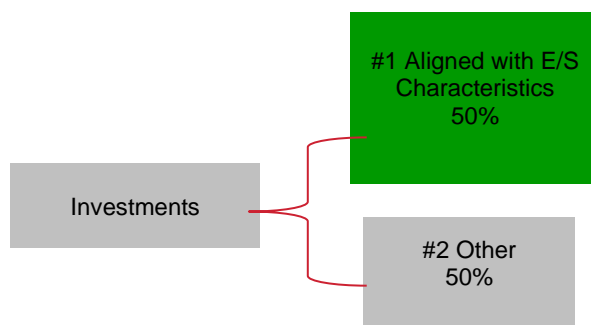 #1 Aligned with E/S
Characteristics
50%
Investments
#2 Other
50%